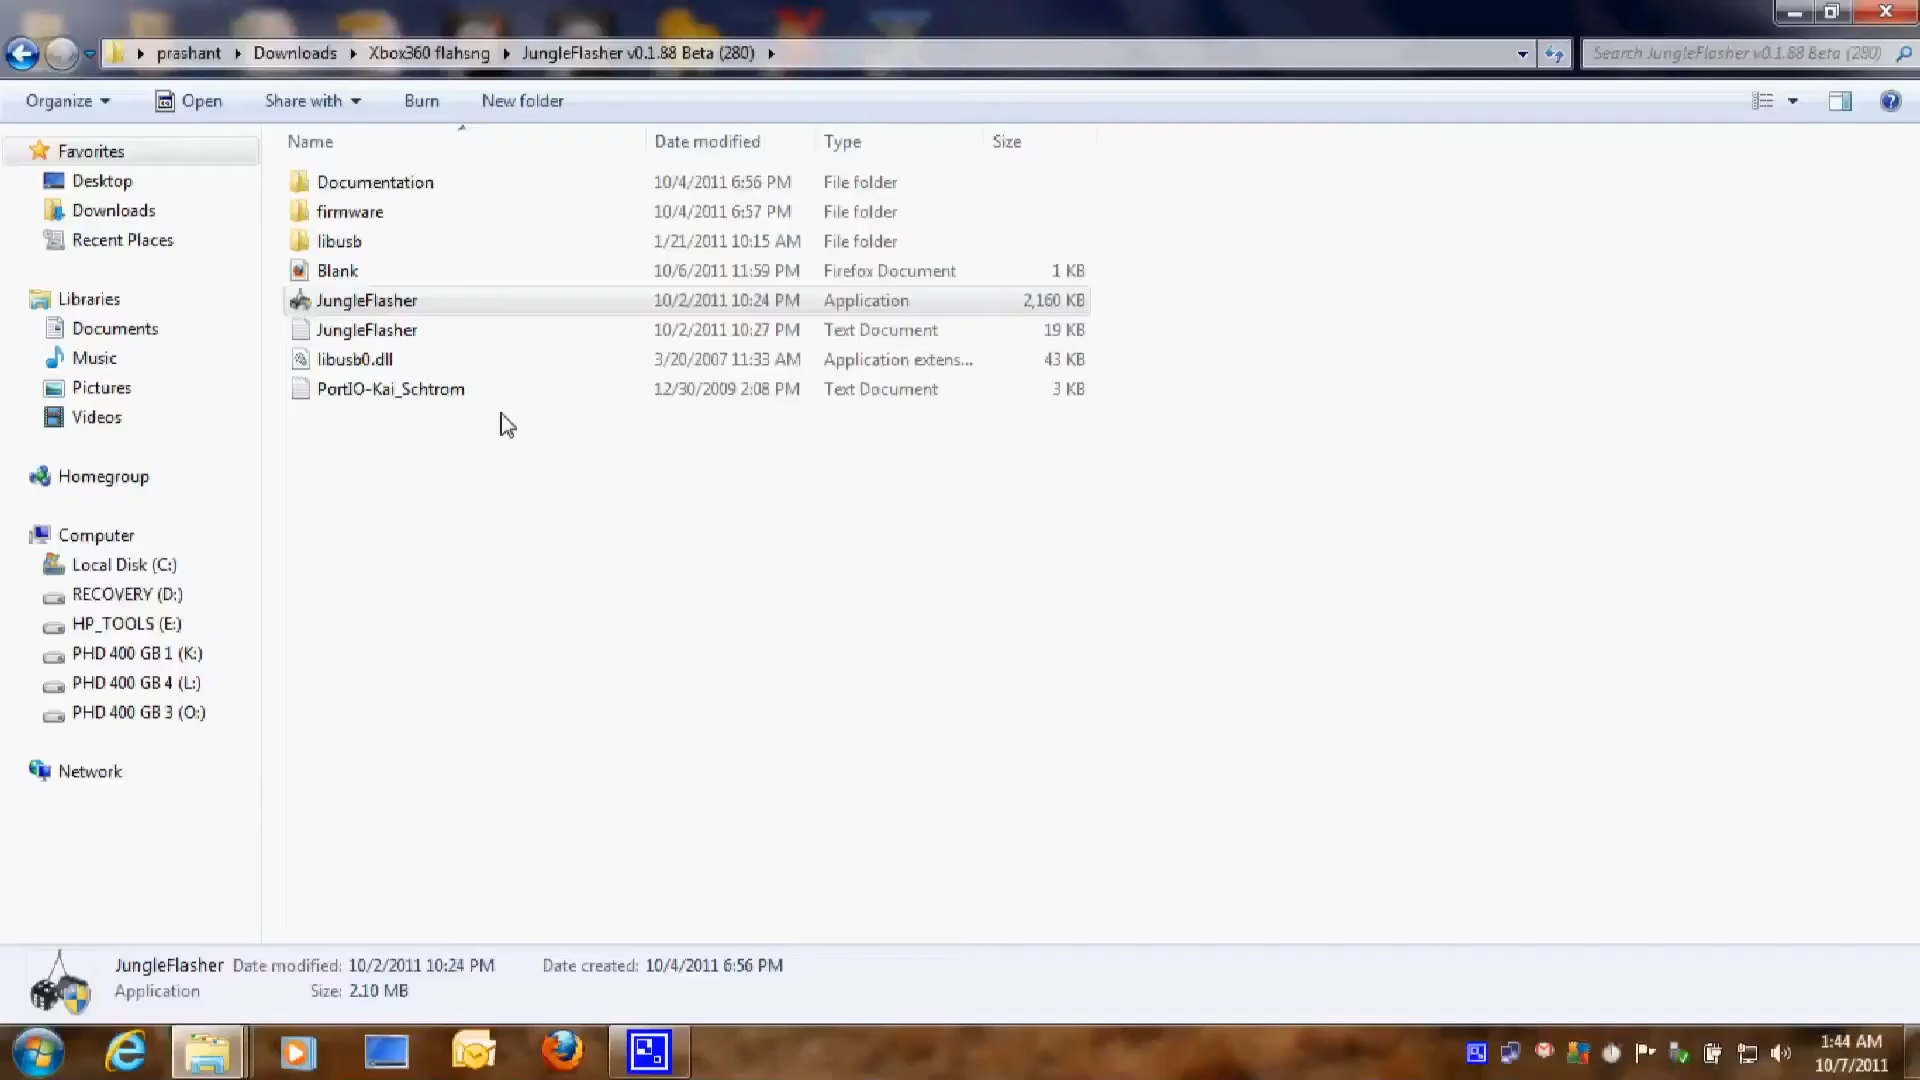 prashant Downloads Xbox360 flahsng JungleFlasher v0.1.88 Beta (280) Search JungleFlasher v0.1.88 Beta (280)
Organize Open Share with Burn New folder
Name Date modified Type Size
Favorites
Desktop
Downloads
Recent Places
Libraries
Documents
Music
Pictures
Videos
Homegroup
Computer
Local Disk (C:)
RECOVERY (D:)
HP_TOOLS (E:)
PHD 400 GB 1 (K:)
PHD 400 GB 4 (L:)
PHD 400 GB 3 (O:)
Network
Documentation 10/4/2011 6:56 PM File folder
firmware 10/4/2011 6:57 PM File folder
libusb 1/21/2011 10:15 AM File folder
Blank 10/6/2011 11:59 PM Firefox Document 1 KB
JungleFlasher 10/2/2011 10:24 PM Application 2,160 KB
JungleFlasher 10/2/2011 10:27 PM Text Document 19 KB
libusb0.dll 3/20/2007 11:33 AM Application extens... 43 KB
PortIO-Kai_Schtrom 12/30/2009 2:08 PM Text Document 3 KB
JungleFlasher Date modified: 10/2/2011 10:24 PM Date created: 10/4/2011 6:56 PM
Application Size: 2.10 MB
1:44 AM
10/7/2011